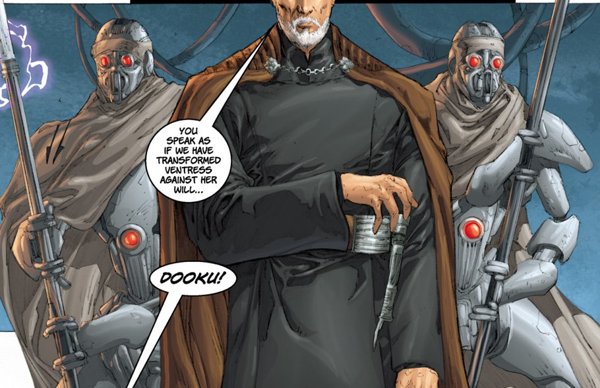 YOU
SPEAK AS
IF WE HAVE
TRANSFORMED
VENTRESS
AGAINST HER
WILL...
DOOKU!